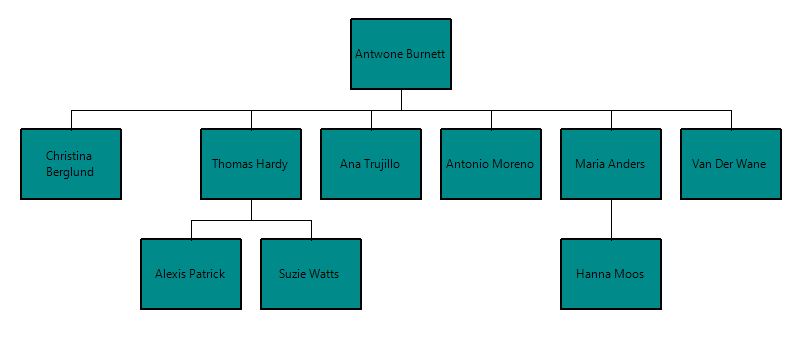 Antwone Burnett
Christina
Berglund
Thomas Hardy
Ana Trujillo
Antonio Moreno
Maria Anders
Van Der Wane
Alexis Patrick
Suzie Watts
Hanna Moos